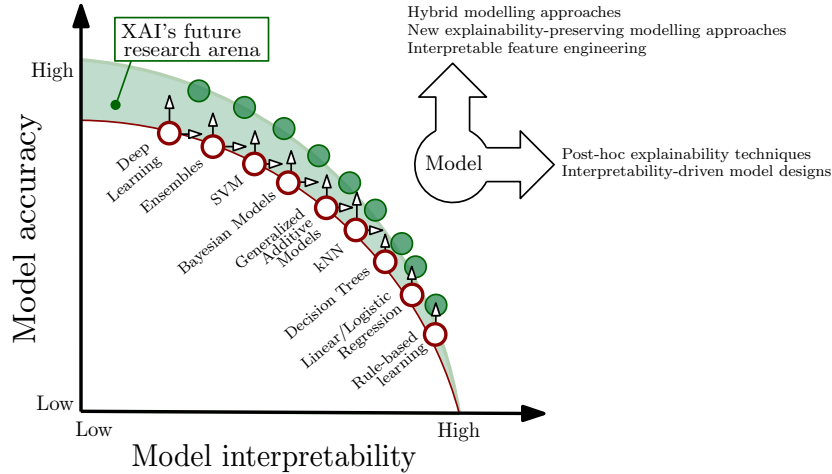 Hybrid modelling approaches
New explainability-preserving modelling approaches
Interpretable feature engineering
XAI's future
research arena
High
Model
Post-hoc explainability techniques
Interpretability-driven model designs
Deep
Learning
Ensembles
SVM
Bayesian Models
Generalized
Additive
Models
kNN
Decision Trees
Linear/Logistic
Regression
Rule-based
learning
Model accuracy
Low
Low
High
Model interpretability